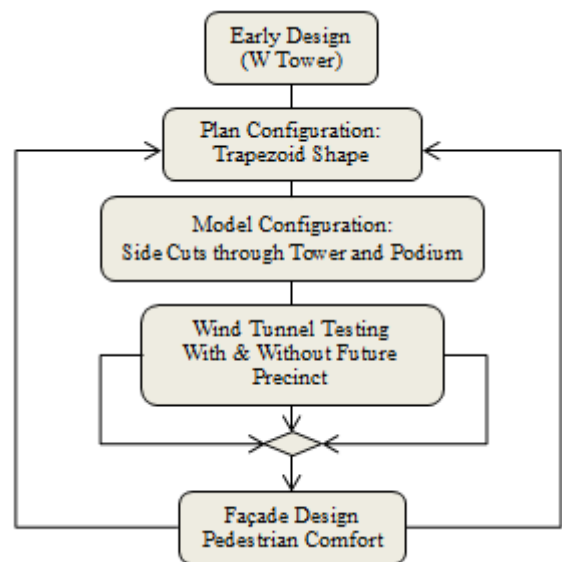 Early Design
(W Tower)
Plan Configuration:
Trapezoid Shape
Model Configuration:
Side Cuts through Tower and Podium
Wind Tunnel Testing
With & Without Future
Precinct
Façade Design
Pedestrian Comfort